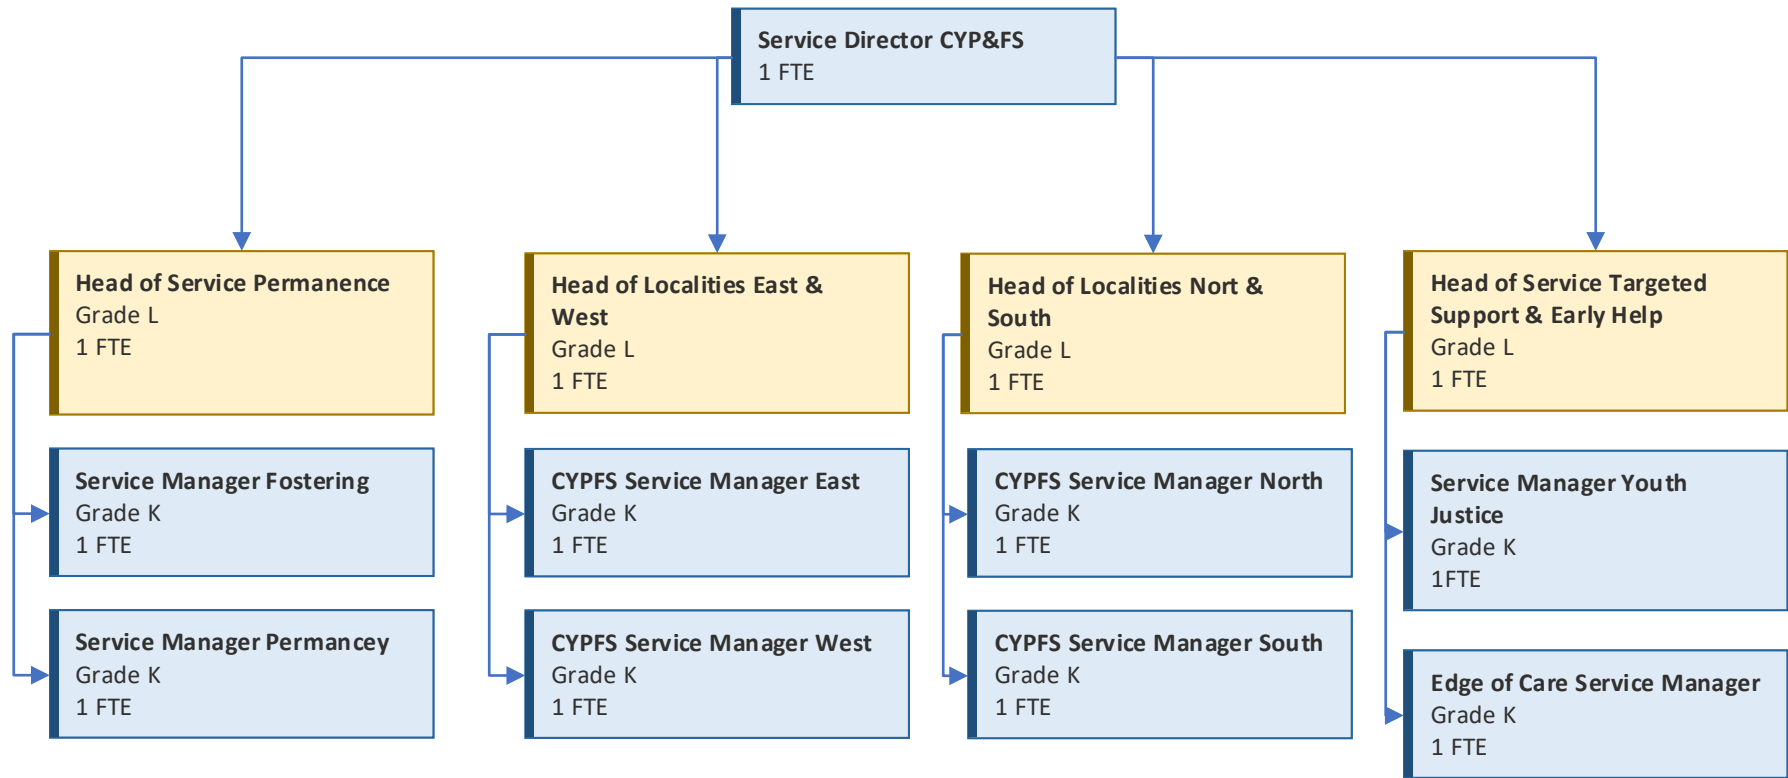 Service Director CYP&FS
1 FTE
Head of Service Permanence
Grade L
1 FTE
Head of Localities East &
West
Grade L
1 FTE
Head of Localities Nort &
South
Grade L
1 FTE
Head of Service Targeted
Support & Early Help
Grade L
1 FTE
Service Manager Fostering
Grade K
1 FTE
CYPFS Service Manager East
Grade K
1 FTE
CYPFS Service Manager North
Grade K
1 FTE
Service Manager Youth
Justice
Grade K
1FTE
Service Manager Permancey
Grade K
1 FTE
CYPFS Service Manager West
Grade K
1 FTE
CYPFS Service Manager South
Grade K
1 FTE
Edge of Care Service Manager
Grade K
1 FTE